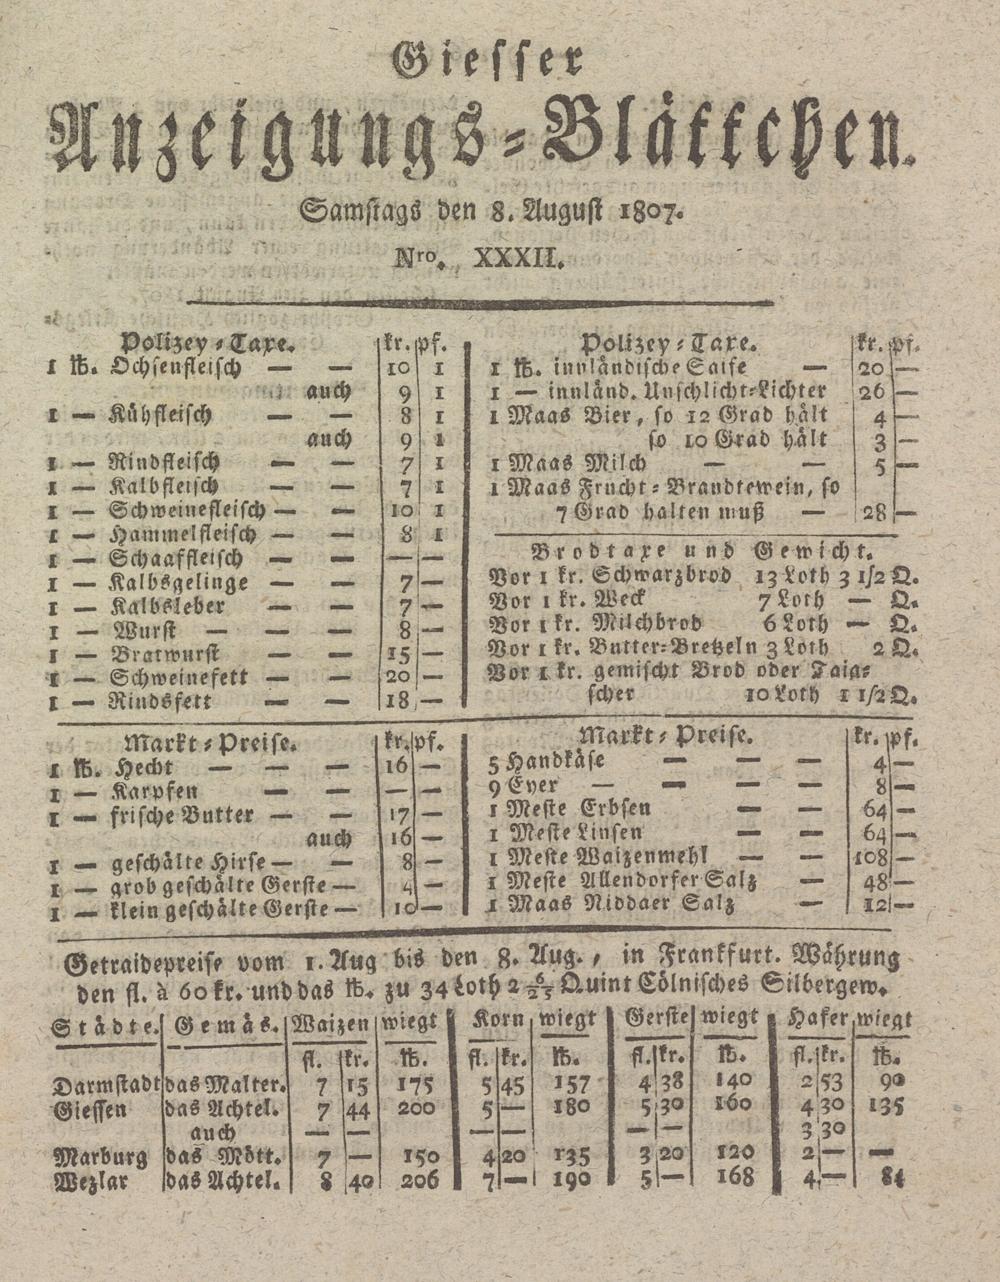 Giesser
Anzeigungs-Blättchen.
Samstags den 8. August 1807.
Nro. XXXII.
Polizey-Taxe. kr. pf.
1 ℔. Ochsenfleisch — — 10 1
auch 9 1
1 — Kühfleisch — — 8 1
auch 9 1
1 — Rindfleisch — — 7 1
1 — Kalbfleisch — — 7 1
1 — Schweinefleisch — — 10 1
1 — Hammelfleisch — — 8 1
1 — Schaaffleisch — — — —
1 — Kalbsgelinge — — 7 —
1 — Kalbsleber — — 7 —
1 — Wurst — — — 8 —
1 — Bratwurst — — 15 —
1 — Schweinefett — — 20 —
1 — Rindsfett — — 18 —
Polizey-Taxe. kr. pf.
1 ℔. innländische Saife — 20 —
1 — innländ. Unschlicht-Lichter 26 —
1 Maas Bier, so 12 Grad hält 4 —
so 10 Grad hält 3 —
1 Maas Milch — — 5 —
1 Maas Frucht-Brandtewein, so
7 Grad halten muß — 28 —
Brodtaxe und Gewicht.
Vor 1 kr. Schwarzbrod 13 Loth 3 1/2 Q.
Vor 1 kr. Weck 7 Loth — Q.
Vor 1 kr. Milchbrod 6 Loth — Q.
Vor 1 kr. Butter-Bretzeln 3 Loth 2 Q.
Vor 1 kr. gemischt Brod oder Taig-
scher 10 Loth 1 1/2 Q.
Markt-Preise. kr. pf.
1 ℔. Hecht — — — 16 —
1 — Karpfen — — — —
1 — frische Butter — — 17 —
auch 16 —
1 — geschälte Hirse — — 8 —
1 — grob geschälte Gerste — 4 —
1 — klein geschälte Gerste — 10 —
Markt-Preise. kr. pf.
5 Handkäse — — — 4 —
9 Eyer — — — — 8 —
1 Meste Erbsen — — 64 —
1 Meste Linsen — — 64 —
1 Meste Waizenmehl — — 108 —
1 Meste Allendorfer Salz — 48 —
1 Maas Niddaer Salz — 12 —
Getraidepreise vom 1. Aug bis den 8. Aug., in Frankfurt. Währung
den fl. à 60 kr. und das ℔. zu 34 Loth 2 6/25 Quint Cölnisches Silbergew.
Städte. Gemäs. Waizen wiegt Korn wiegt Gerste wiegt Hafer wiegt
fl. kr. ℔. fl. kr. ℔. fl. kr. ℔. fl. kr. ℔.
Darmstadt das Malter. 7 15 175 5 45 157 4 38 140 2 53 90
Giessen das Achtel. 7 44 200 5 — 180 5 30 160 4 30 135
auch — — — — — — 3 30
Marburg das Mött. 7 — 150 4 20 135 3 20 120 2 — —
Wezlar das Achtel. 8 40 206 7 — 190 5 — 168 4 — 84